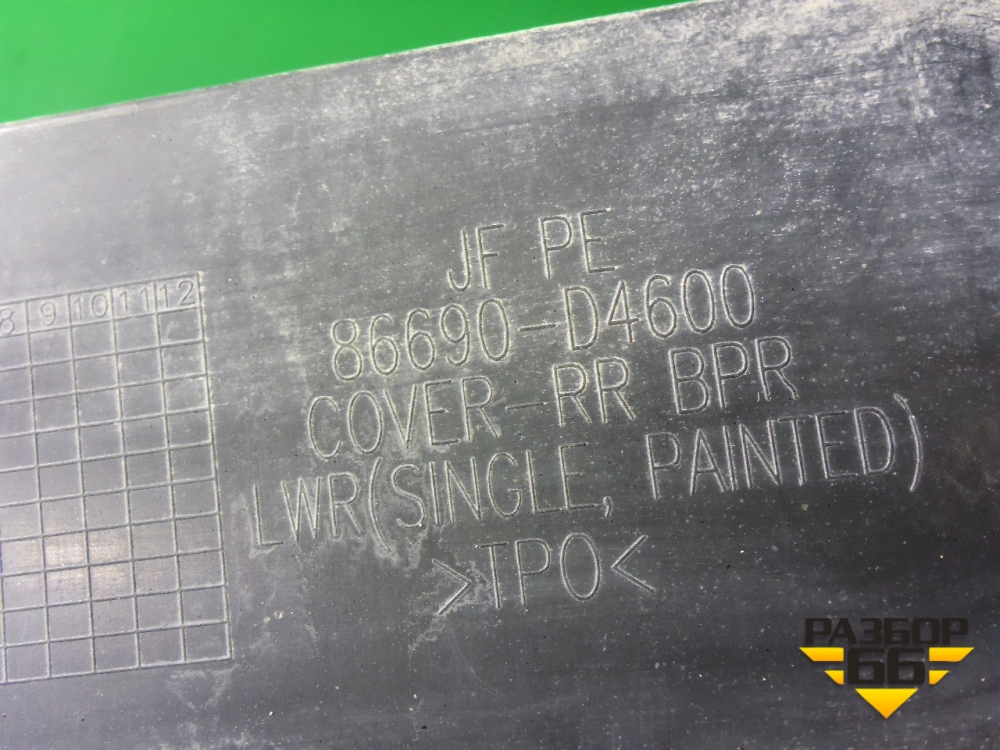 8 9 10 11 12
JF PE
86690-D4600
COVER-RR BPR
LWR(SINGLE, PAINTED)
>TPO<
РАЗБОР
66